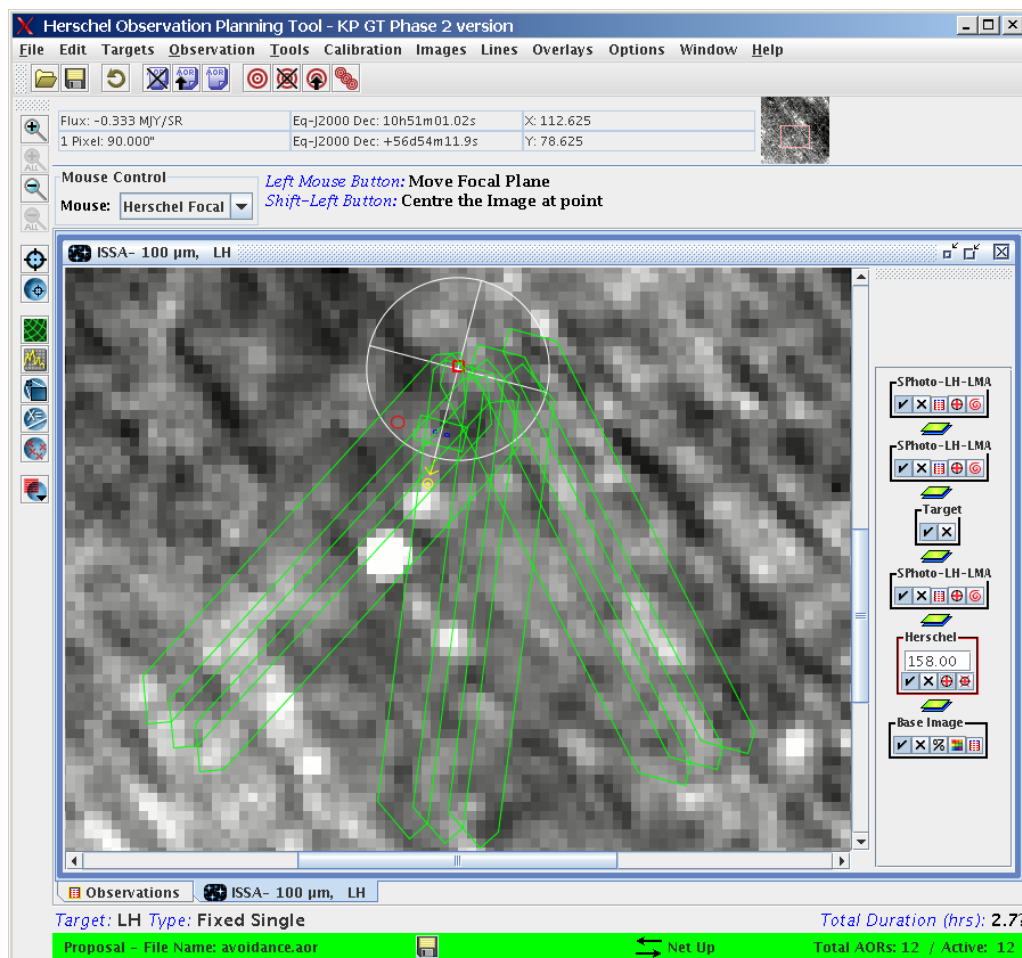 Herschel Observation Planning Tool - KP GT Phase 2 version
File Edit Targets Observation Tools Calibration Images Lines Overlays Options Window Help
AOR AOR
Flux: -0.333 MJY/SR Eq-J2000 Dec: 10h51m01.02s X: 112.625
1 Pixel: 90.000" Eq-J2000 Dec: +56d54m11.9s Y: 78.625
ALL
ALL
Mouse Control
Mouse: Herschel Focal
Left Mouse Button: Move Focal Plane
Shift-Left Button: Centre the Image at point
ISSA- 100 μm, LH
SPhoto-LH-LMA
SPhoto-LH-LMA
Target
SPhoto-LH-LMA
Herschel
158.00
Base Image
Observations ISSA- 100 μm, LH
Target: LH Type: Fixed Single Total Duration (hrs): 2.7
Proposal - File Name: avoidance.aor Net Up Total AORs: 12 / Active: 12